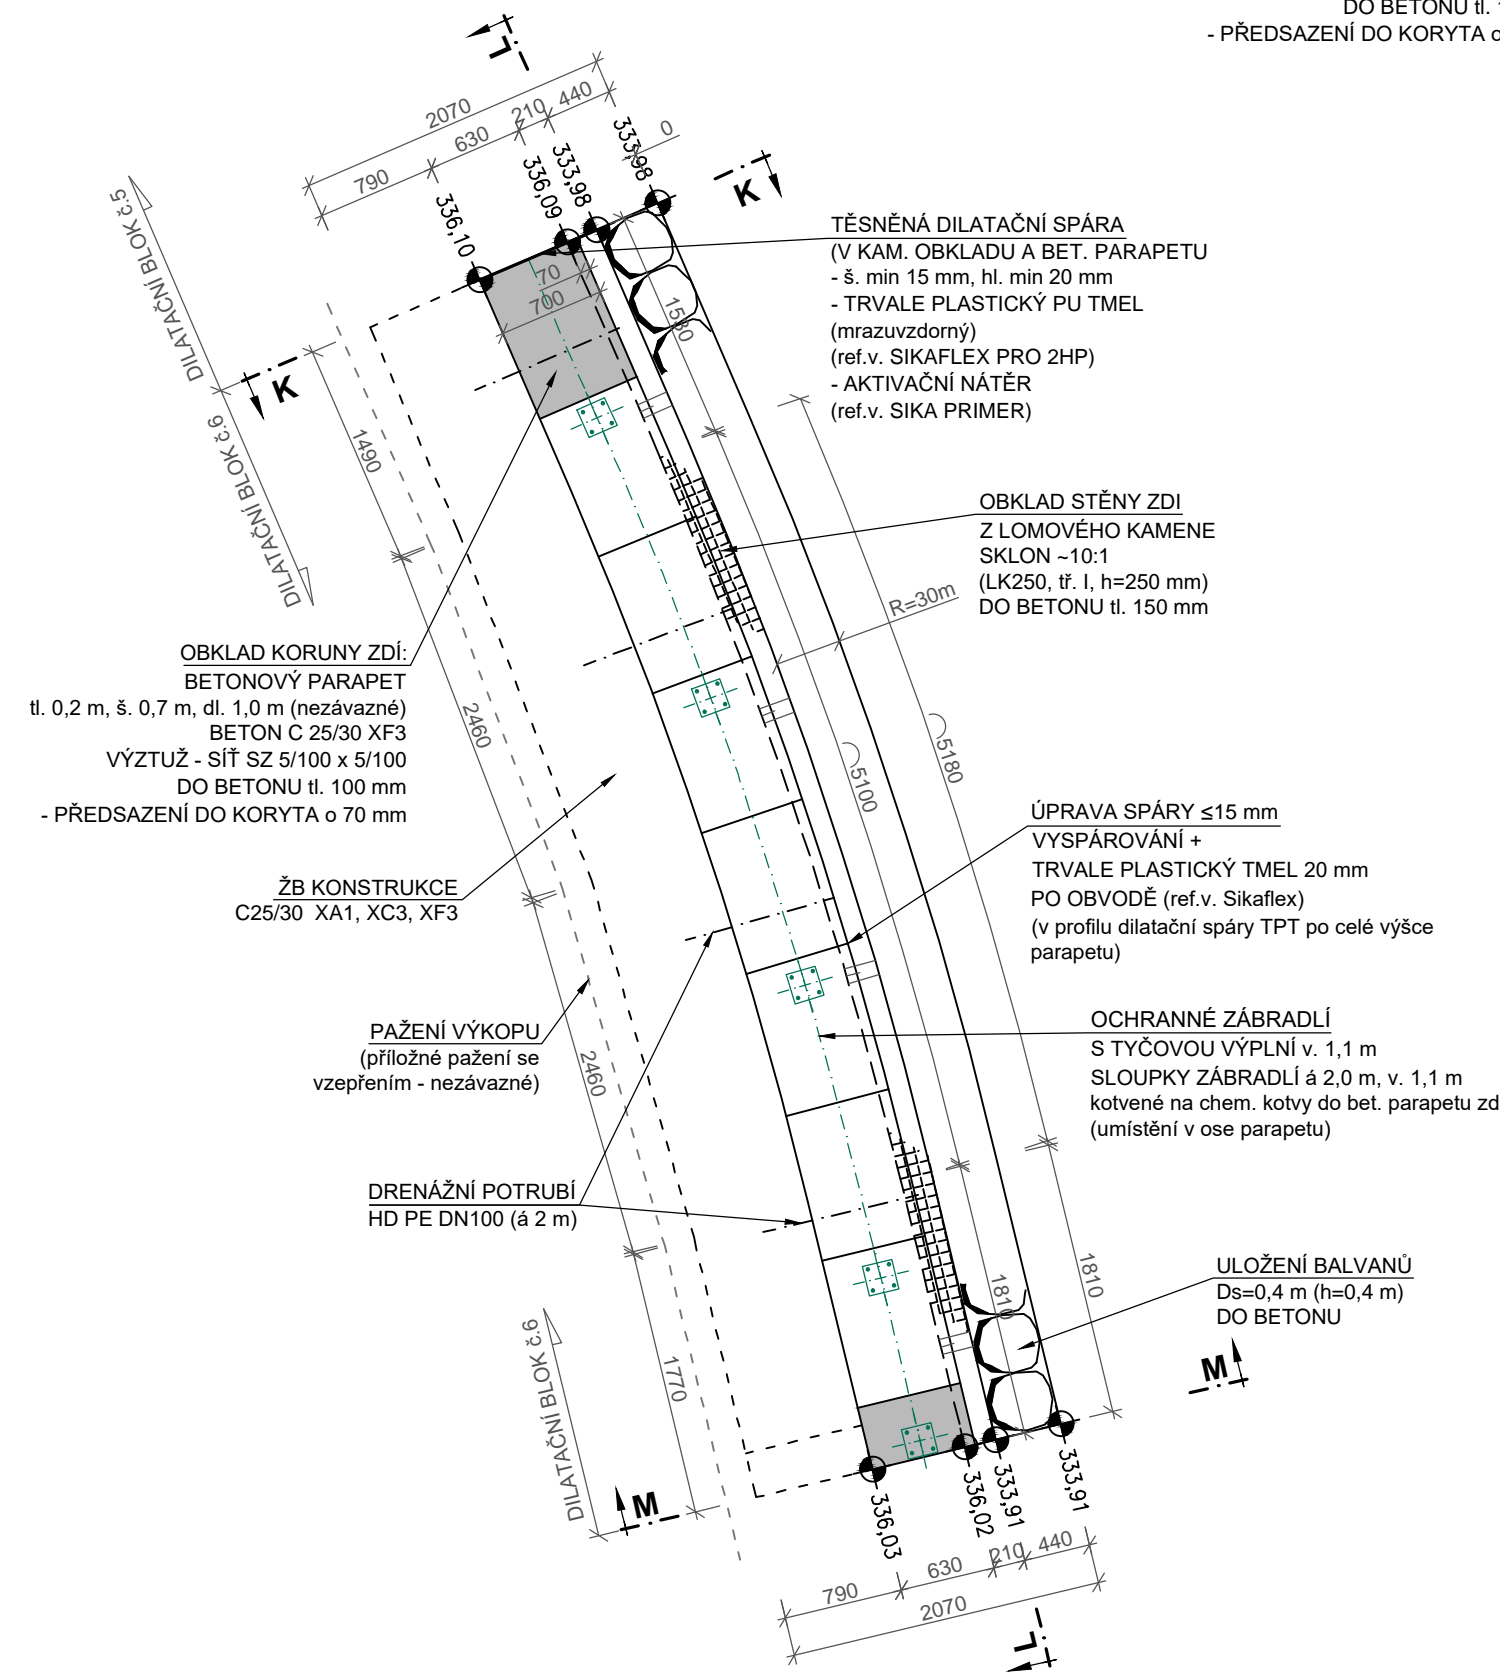 DO BETONU tl.
- PŘEDSAZENÍ DO KORYTA o
L
2070
790
630
210
440
0
336,10
336,09
333,98
333,98
K
K
DILATAČNÍ BLOK č.5
DILATAČNÍ BLOK č.6
70
700
1530
1490
TĚSNĚNÁ DILATAČNÍ SPÁRA
(V KAM. OBKLADU A BET. PARAPETU
- š. min 15 mm, hl. min 20 mm
- TRVALE PLASTICKÝ PU TMEL
(mrazuvzdorný)
(ref.v. SIKAFLEX PRO 2HP)
- AKTIVAČNÍ NÁTĚR
(ref.v. SIKA PRIMER)
OBKLAD STĚNY ZDI
Z LOMOVÉHO KAMENE
SKLON ~10:1
(LK250, tř. I, h=250 mm)
DO BETONU tl. 150 mm
R=30m
OBKLAD KORUNY ZDÍ:
BETONOVÝ PARAPET
tl. 0,2 m, š. 0,7 m, dl. 1,0 m (nezávazné)
BETON C 25/30 XF3
VÝZTUŽ - SÍŤ SZ 5/100 x 5/100
DO BETONU tl. 100 mm
- PŘEDSAZENÍ DO KORYTA o 70 mm
2460
5180
5100
ÚPRAVA SPÁRY ≤15 mm
VYSPÁROVÁNÍ +
TRVALE PLASTICKÝ TMEL 20 mm
PO OBVODĚ (ref.v. Sikaflex)
(v profilu dilatační spáry TPT po celé výšce
parapetu)
ŽB KONSTRUKCE
C25/30  XA1, XC3, XF3
PAŽENÍ VÝKOPU
(příložné pažení se
vzepřením - nezávazné)
2460
OCHRANNÉ ZÁBRADLÍ
S TYČOVOU VÝPLNÍ v. 1,1 m
SLOUPKY ZÁBRADLÍ á 2,0 m, v. 1,1 m
kotvené na chem. kotvy do bet. parapetu zd
(umístění v ose parapetu)
DRENÁŽNÍ POTRUBÍ
HD PE DN100 (á 2 m)
ULOŽENÍ BALVANŮ
Ds=0,4 m (h=0,4 m)
DO BETONU
1810
1810
1770
DILATAČNÍ BLOK č.6
M
M
336,03
336,02
333,91
333,91
790
630
210
440
2070
L